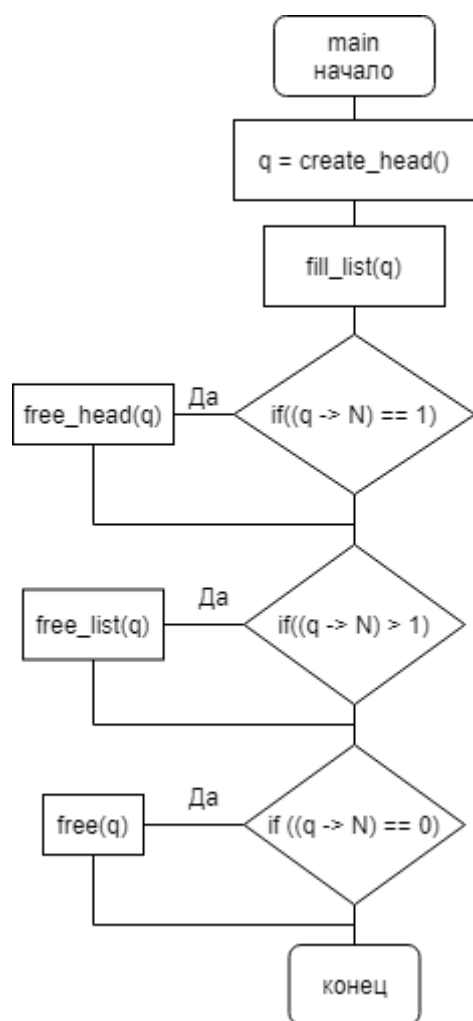 main
начало
q = create_head()
fill_list(q)
Да
free_head(q)
if((q -> N) == 1)
Да
free_list(q)
if((q -> N) > 1)
Да
free(q)
if ((q -> N) == 0)
конец